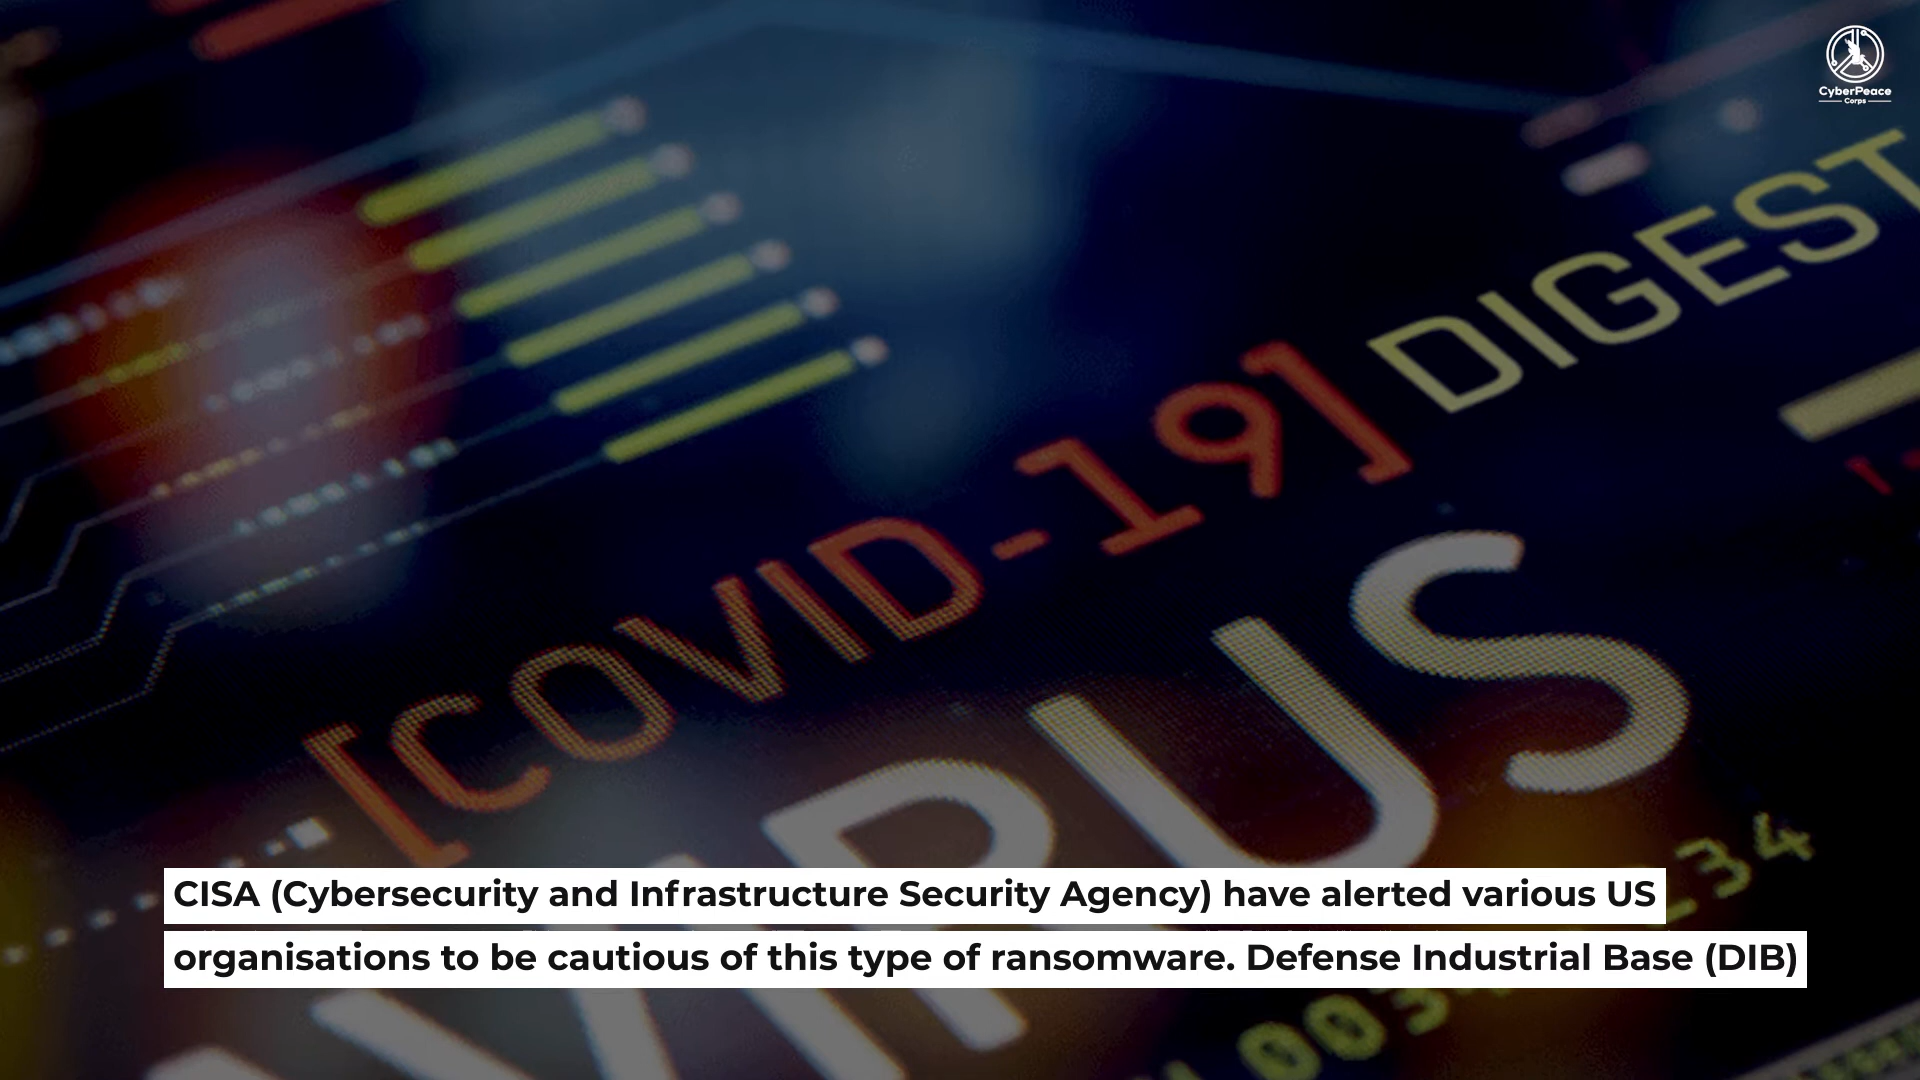 CyberPeace
Corps
DIGEST
[COVID-19]
VIRUS
CISA (Cybersecurity and Infrastructure Security Agency) have alerted various US
organisations to be cautious of this type of ransomware. Defense Industrial Base (DIB)